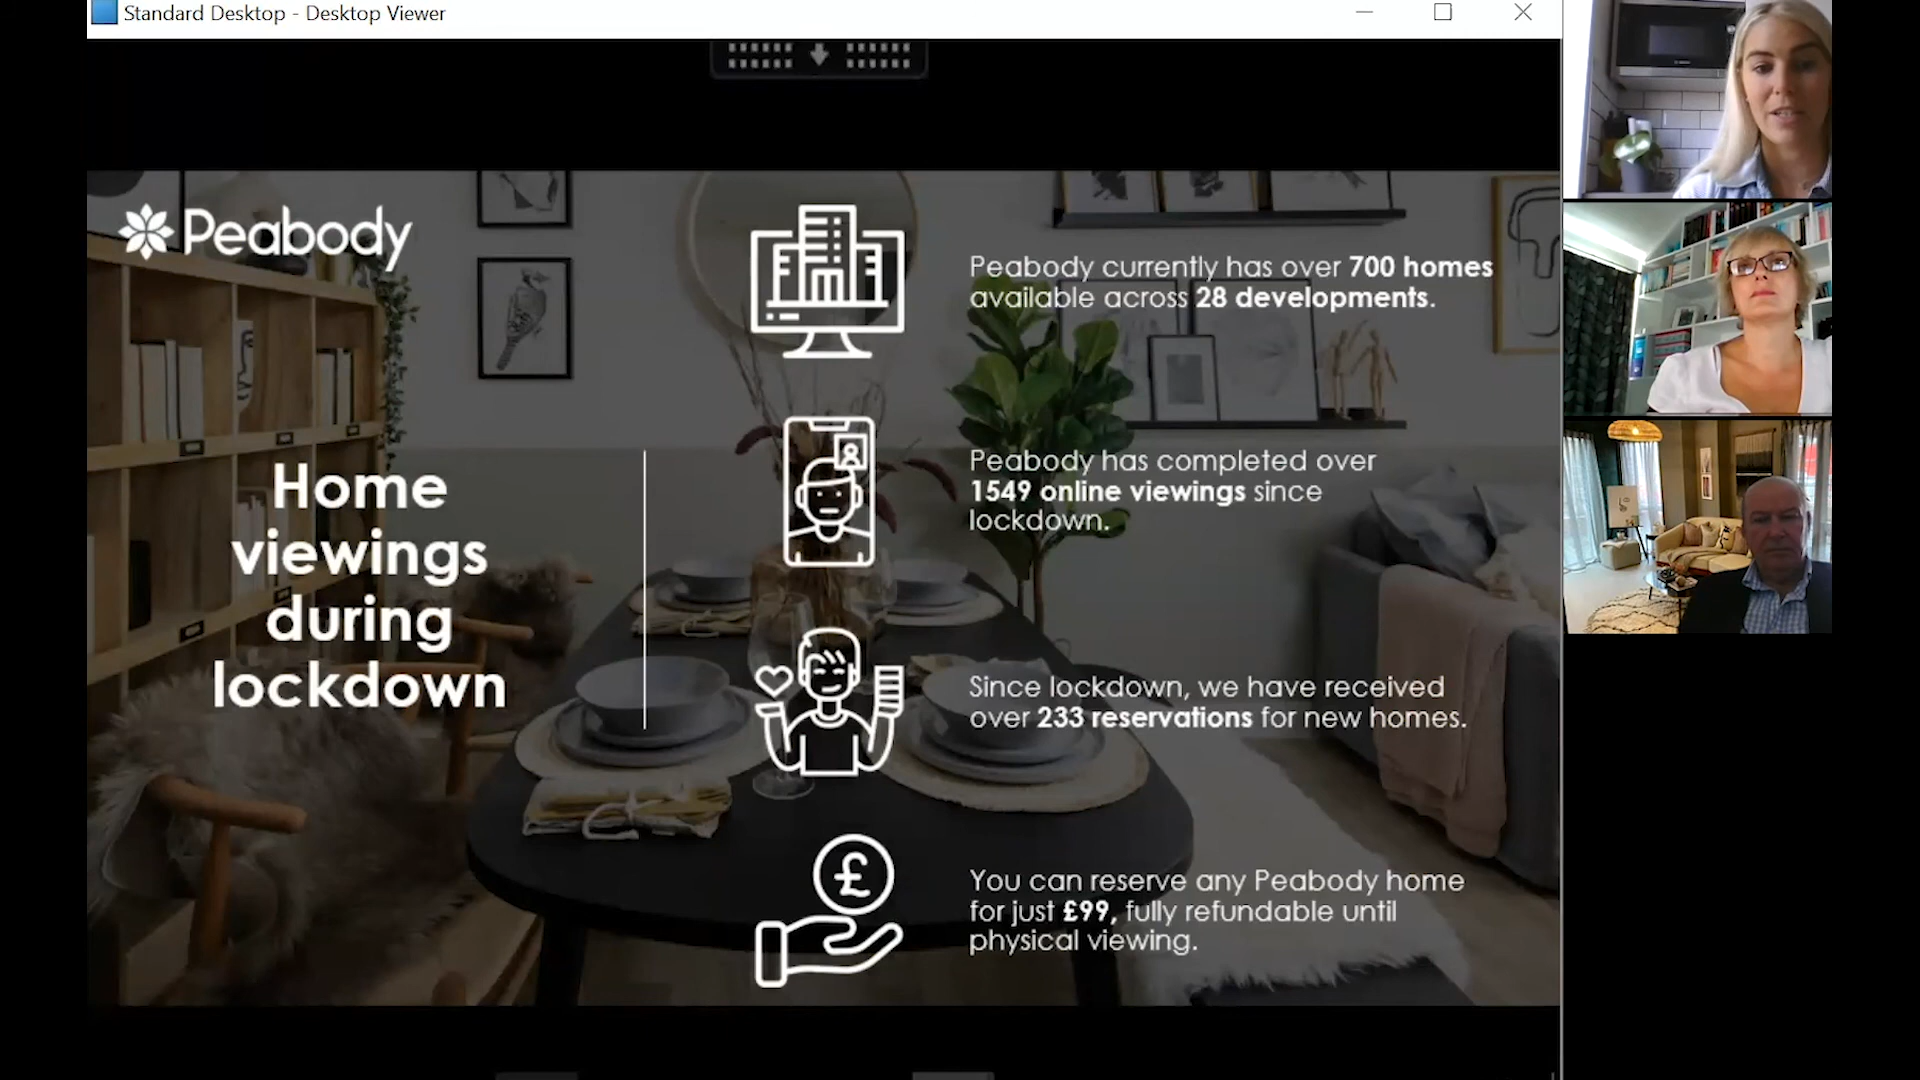 Standard Desktop - Desktop Viewer
Peabody
Home
viewings
during
lockdown
Peabody currently has over 700 homes
available across 28 developments.
Peabody has completed over
1549 online viewings since
lockdown.
Since lockdown, we have received
over 233 reservations for new homes.
You can reserve any Peabody home
for just £99, fully refundable until
physical viewing.